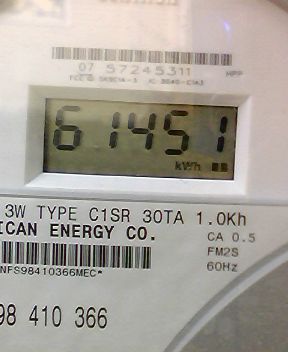 07 57245311 MPP
61451
kWh
3W TYPE C1SR 30TA 1.0Kh
ICAN ENERGY CO.
CA 0.5
FM2S
60Hz
NFS98410366MEC*
98 410 366